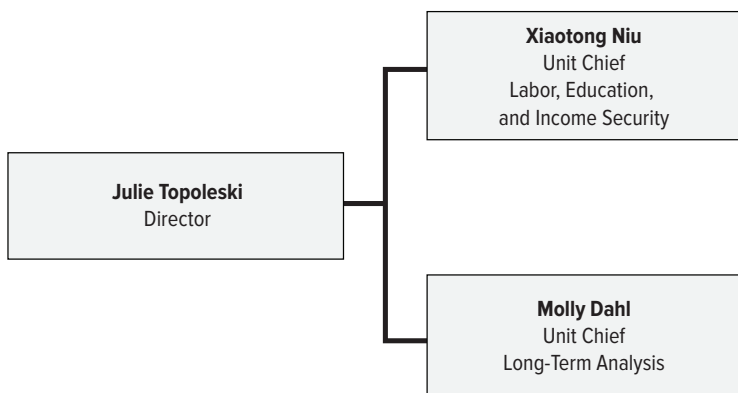 Xiaotong Niu
Unit Chief
Labor, Education,
and Income Security
Julie Topoleski
Director
Molly Dahl
Unit Chief
Long-Term Analysis